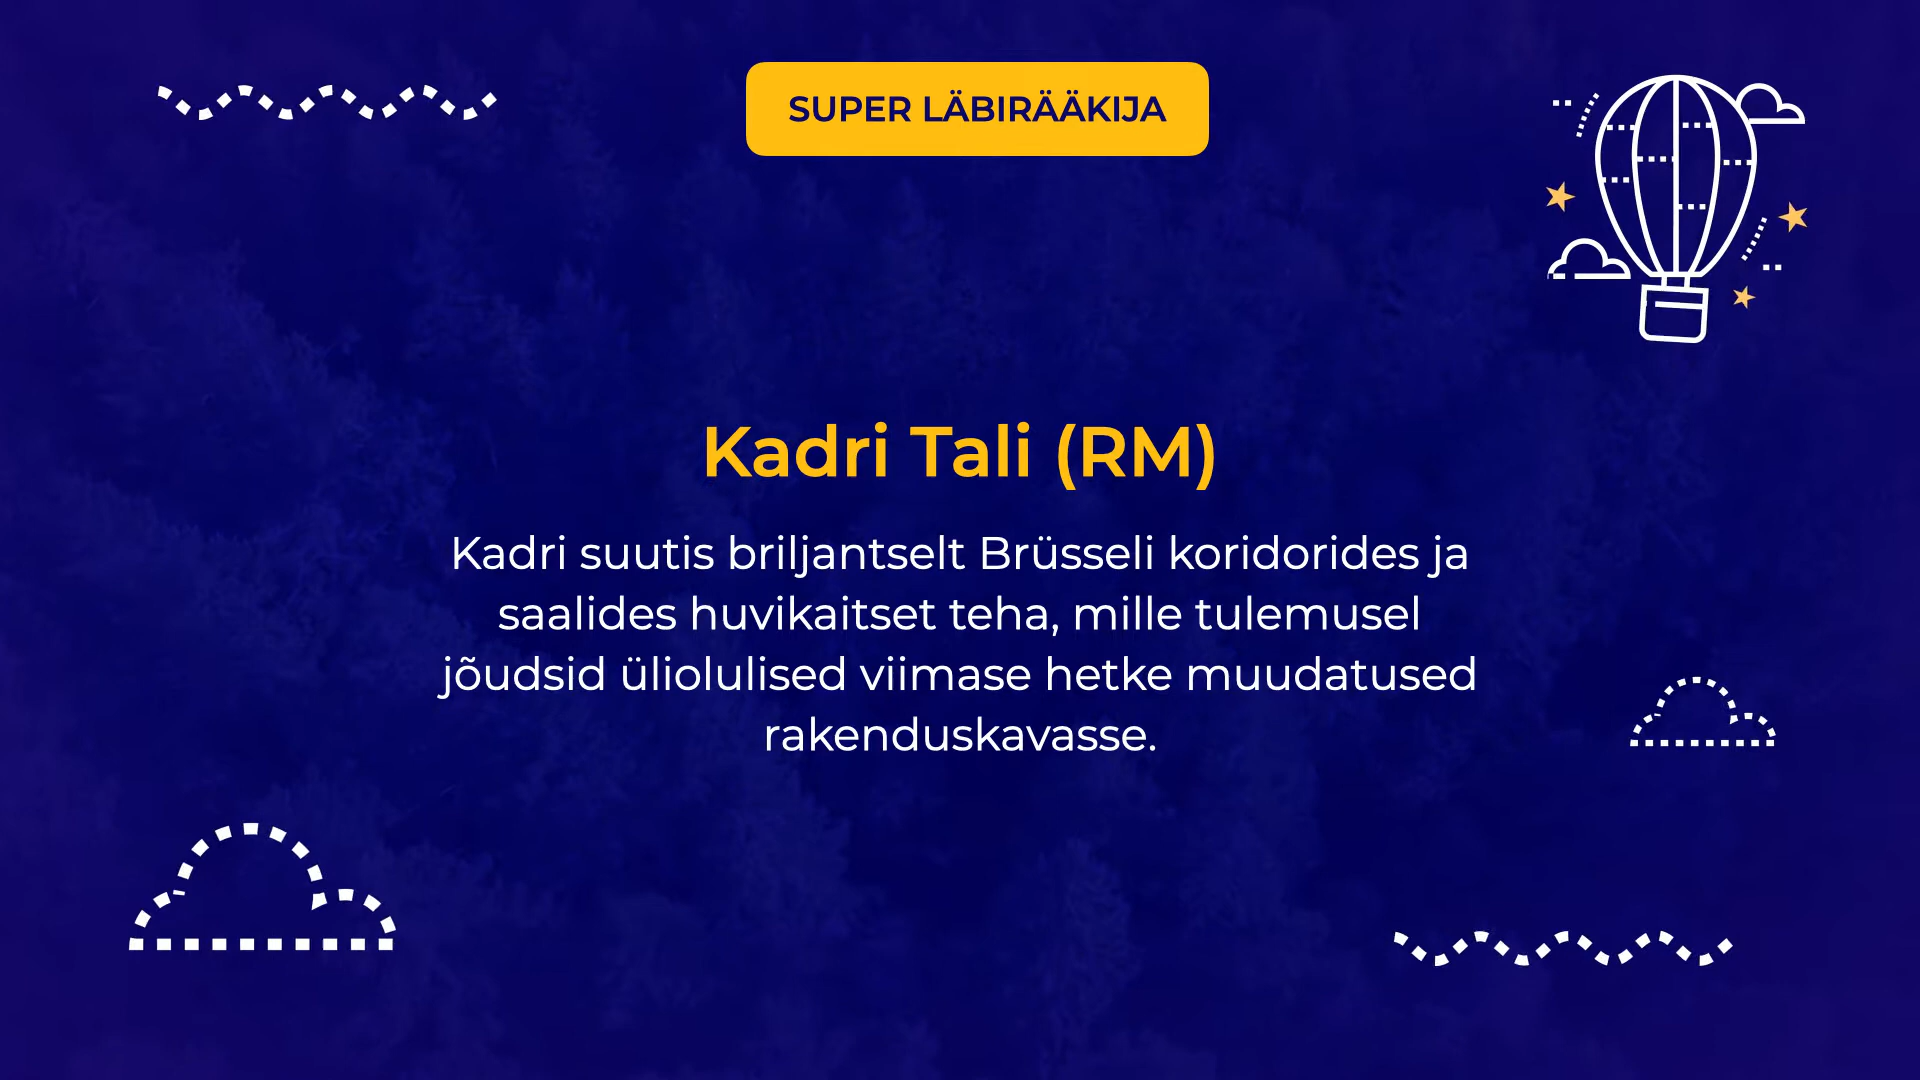 SUPER LÄBIRÄÄKIJA
Kadri Tali (RM)
Kadri suutis briljantselt Brüsseli koridorides ja
saalides huvikaitset teha, mille tulemusel
jõudsid üliolulised viimase hetke muudatused
rakenduskavasse.